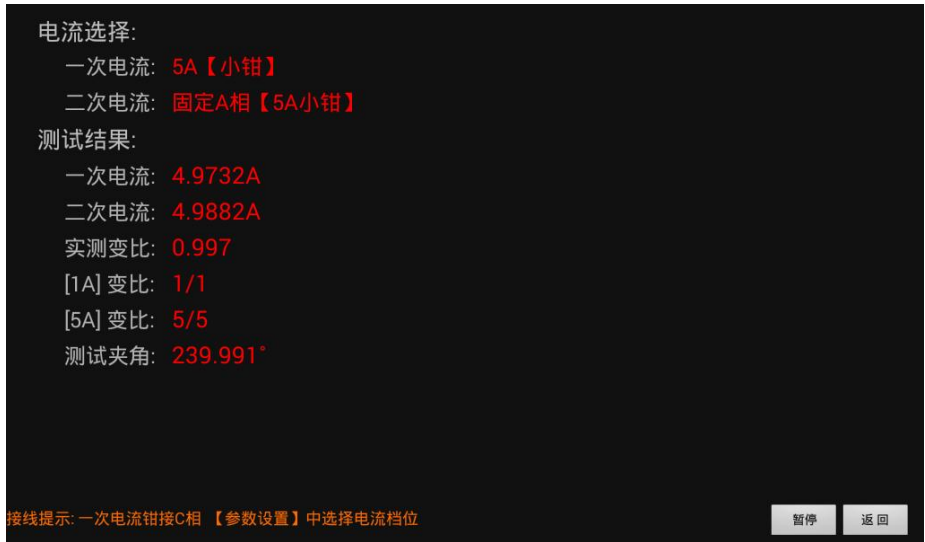 电流选择:
一次电流: 5A【小钳】
二次电流: 固定A相【5A小钳】
测试结果:
一次电流: 4.9732A
二次电流: 4.9882A
实测变比: 0.997
[1A] 变比: 1/1
[5A] 变比: 5/5
测试夹角: 239.991°
接线提示: 一次电流钳接C相 【参数设置】中选择电流档位
暂停 返回